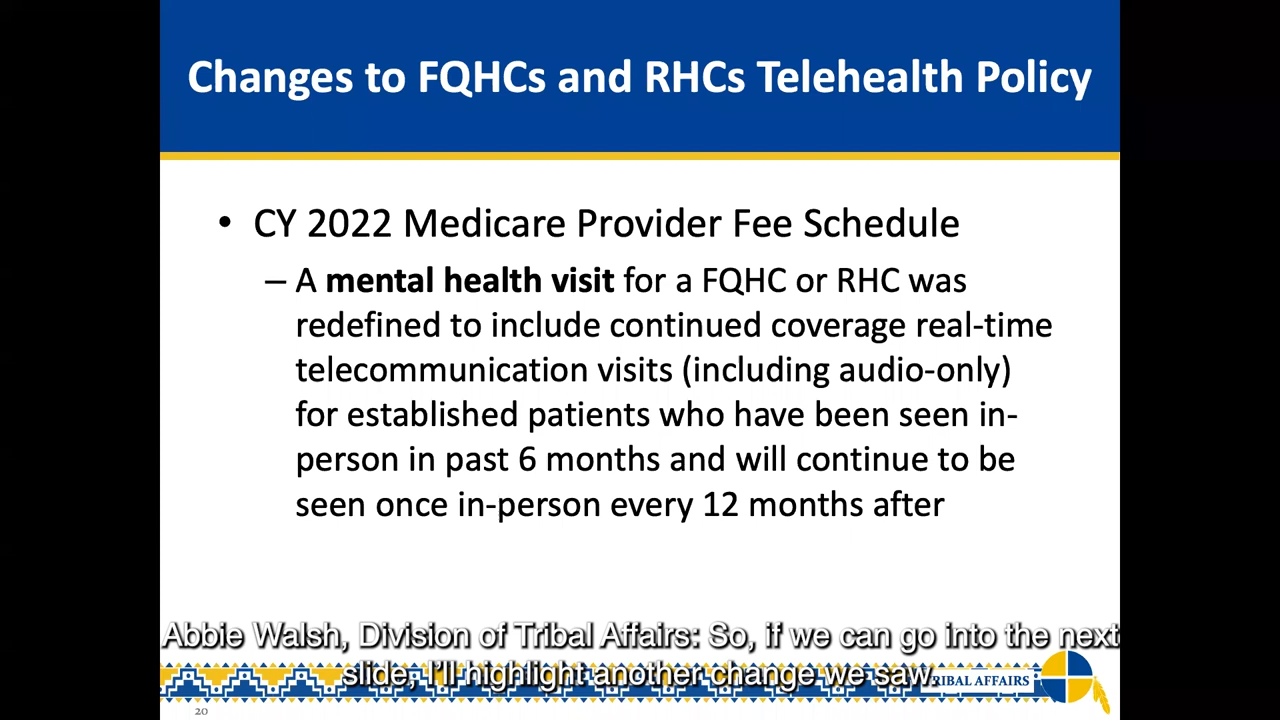 Changes to FQHCs and RHCs Telehealth Policy
• CY 2022 Medicare Provider Fee Schedule
– A mental health visit for a FQHC or RHC was
redefined to include continued coverage real-time
telecommunication visits (including audio-only)
for established patients who have been seen in-
person in past 6 months and will continue to be
seen once in-person every 12 months after
Abbie Walsh, Division of Tribal Affairs: So, if we can go into the next
slide, I'll highlight another change we saw.
TRIBAL AFFAIRS
20